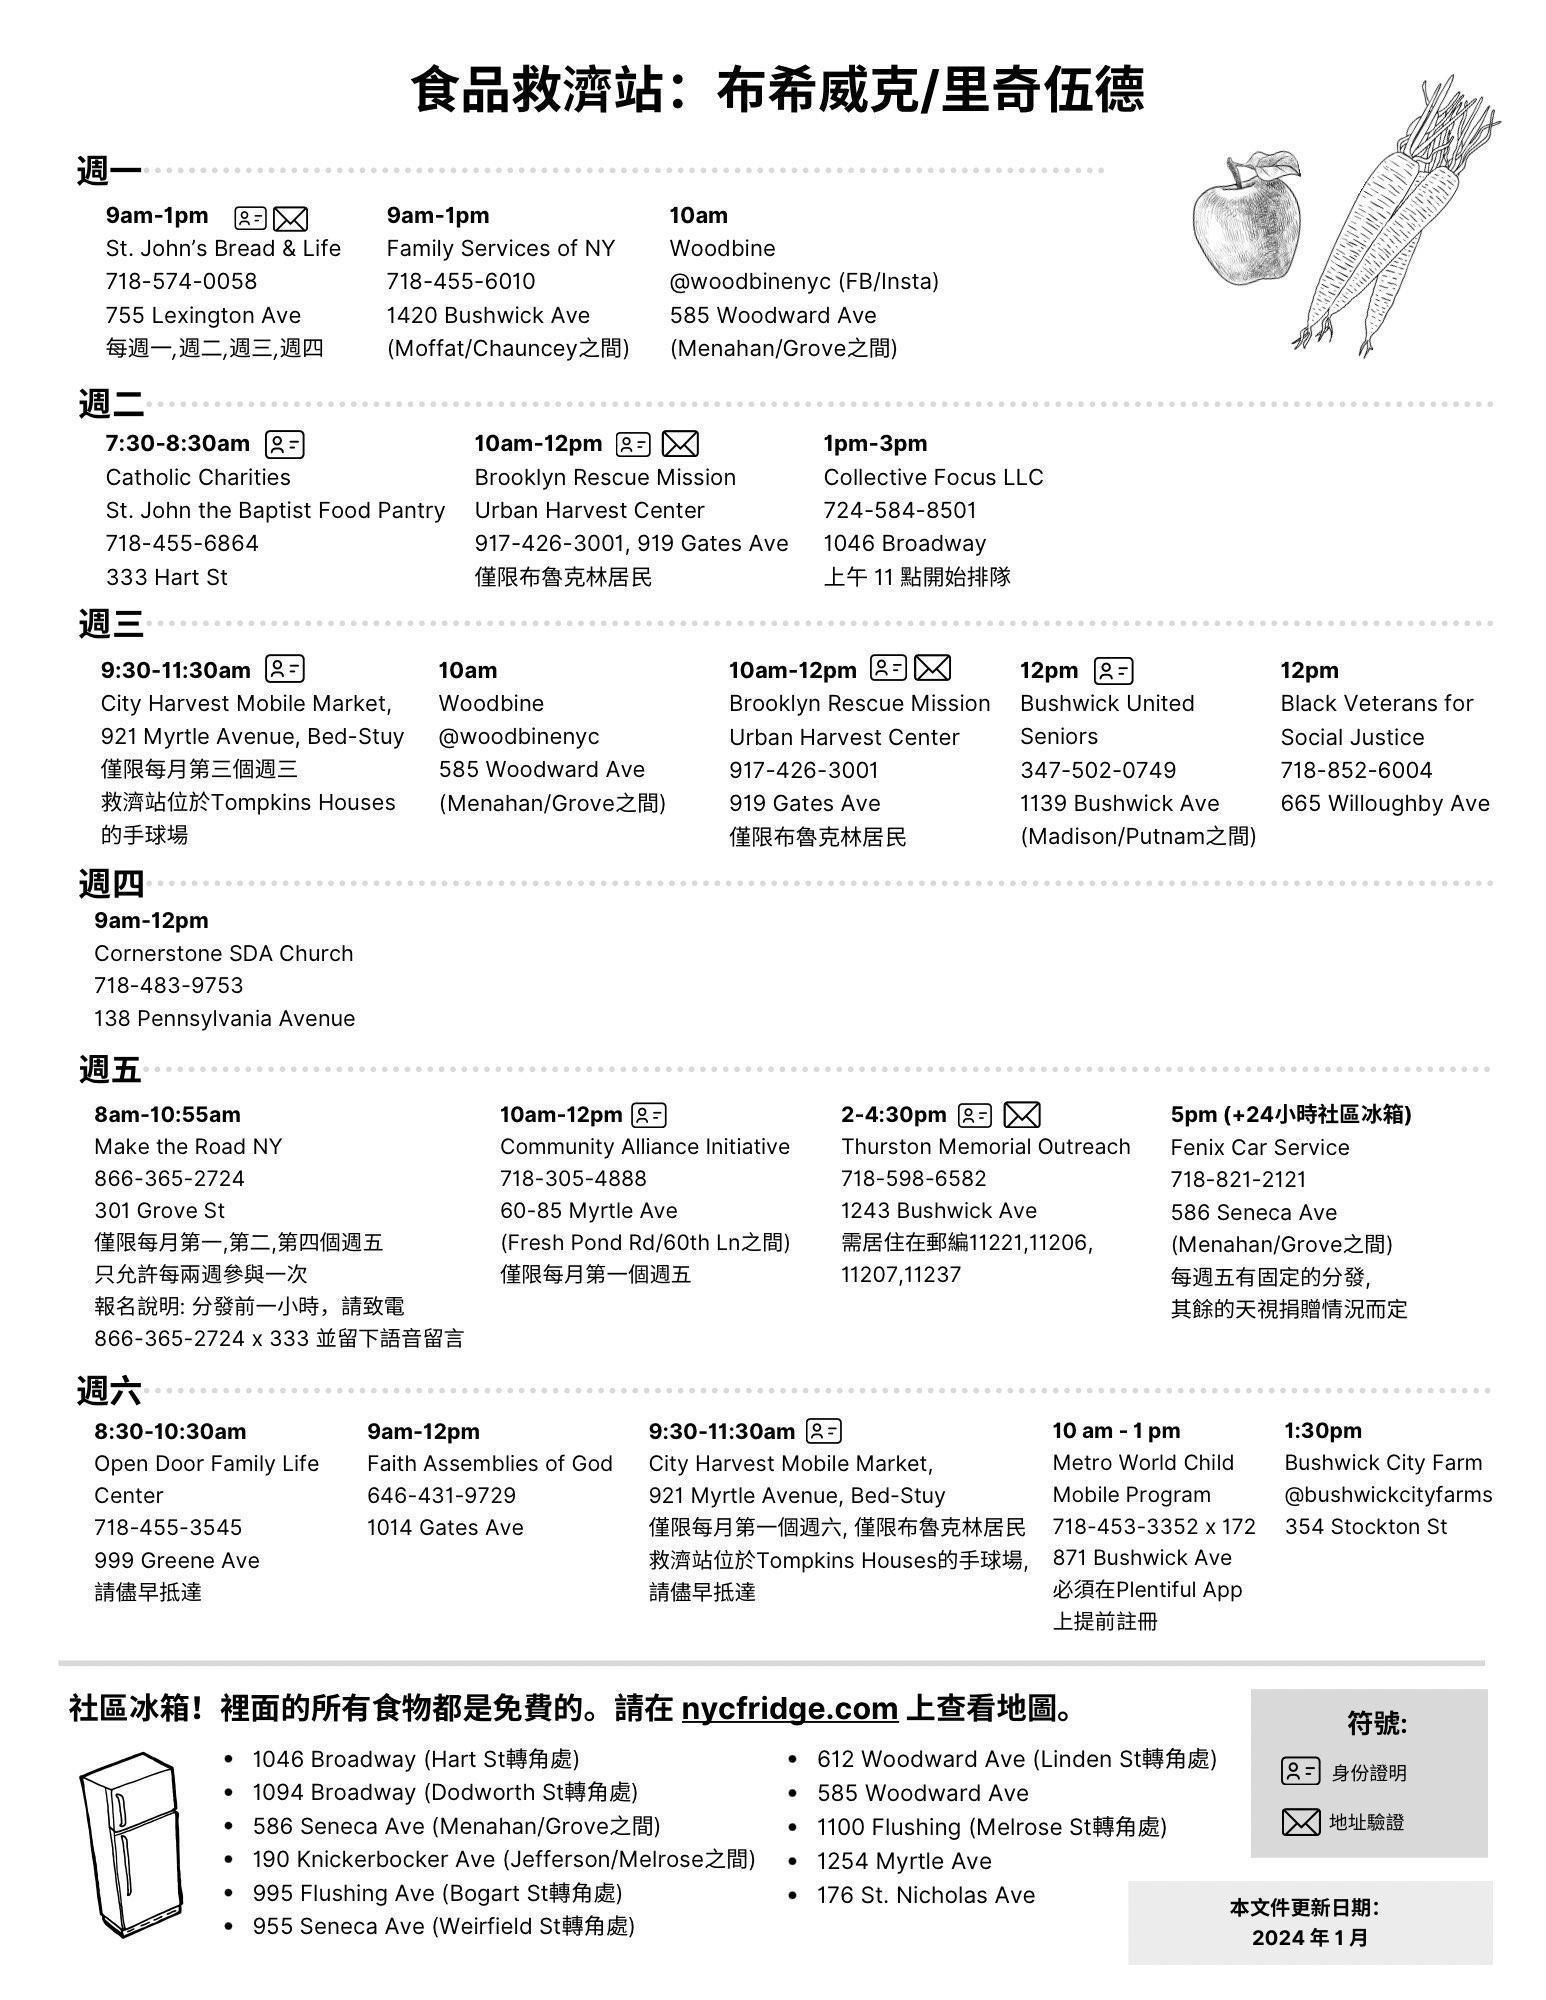 食品救濟站：布希威克/里奇伍德
週一
9am-1pm
St. John's Bread & Life
718-574-0058
755 Lexington Ave
每週一,週二,週三,週四
9am-1pm
Family Services of NY
718-455-6010
1420 Bushwick Ave
(Moffat/Chauncey之間)
10am
Woodbine
@woodbinenyc (FB/Insta)
585 Woodward Ave
(Menahan/Grove之間)
週二
7:30-8:30am
Catholic Charities
St. John the Baptist Food Pantry
718-455-6864
333 Hart St
10am-12pm
Brooklyn Rescue Mission
Urban Harvest Center
917-426-3001, 919 Gates Ave
僅限布魯克林居民
1pm-3pm
Collective Focus LLC
724-584-8501
1046 Broadway
上午 11 點開始排隊
週三
9:30-11:30am
City Harvest Mobile Market,
921 Myrtle Avenue, Bed-Stuy
僅限每月第三個週三
救濟站位於Tompkins Houses
的手球場
10am
Woodbine
@woodbinenyc
585 Woodward Ave
(Menahan/Grove之間)
10am-12pm
Brooklyn Rescue Mission
Urban Harvest Center
917-426-3001
919 Gates Ave
僅限布魯克林居民
12pm
Bushwick United
Seniors
347-502-0749
1139 Bushwick Ave
(Madison/Putnam之間)
12pm
Black Veterans for
Social Justice
718-852-6004
665 Willoughby Ave
週四
9am-12pm
Cornerstone SDA Church
718-483-9753
138 Pennsylvania Avenue
週五
8am-10:55am
Make the Road NY
866-365-2724
301 Grove St
僅限每月第一,第二,第四個週五
只允許每兩週參與一次
報名說明: 分發前一小時，請致電
866-365-2724 x 333 並留下語音留言
10am-12pm
Community Alliance Initiative
718-305-4888
60-85 Myrtle Ave
(Fresh Pond Rd/60th Ln之間)
僅限每月第一個週五
2-4:30pm
Thurston Memorial Outreach
718-598-6582
1243 Bushwick Ave
需居住在郵編11221,11206,
11207,11237
5pm (+24小時社區冰箱)
Fenix Car Service
718-821-2121
586 Seneca Ave
(Menahan/Grove之間)
每週五有固定的分發,
其餘的天視捐贈情況而定
週六
8:30-10:30am
Open Door Family Life
Center
718-455-3545
999 Greene Ave
請儘早抵達
9am-12pm
Faith Assemblies of God
646-431-9729
1014 Gates Ave
9:30-11:30am
City Harvest Mobile Market,
921 Myrtle Avenue, Bed-Stuy
僅限每月第一個週六, 僅限布魯克林居民
救濟站位於Tompkins Houses的手球場,
請儘早抵達
10 am - 1 pm
Metro World Child
Mobile Program
718-453-3352 x 172
871 Bushwick Ave
必須在Plentiful App
上提前註冊
1:30pm
Bushwick City Farm
@bushwickcityfarms
354 Stockton St
社區冰箱！裡面的所有食物都是免費的。請在 nycfridge.com 上查看地圖。
• 1046 Broadway (Hart St轉角處)
• 1094 Broadway (Dodworth St轉角處)
• 586 Seneca Ave (Menahan/Grove之間)
• 190 Knickerbocker Ave (Jefferson/Melrose之間)
• 995 Flushing Ave (Bogart St轉角處)
• 955 Seneca Ave (Weirfield St轉角處)
• 612 Woodward Ave (Linden St轉角處)
• 585 Woodward Ave
• 1100 Flushing (Melrose St轉角處)
• 1254 Myrtle Ave
• 176 St. Nicholas Ave
符號:
身份證明
地址驗證
本文件更新日期：
2024 年 1 月